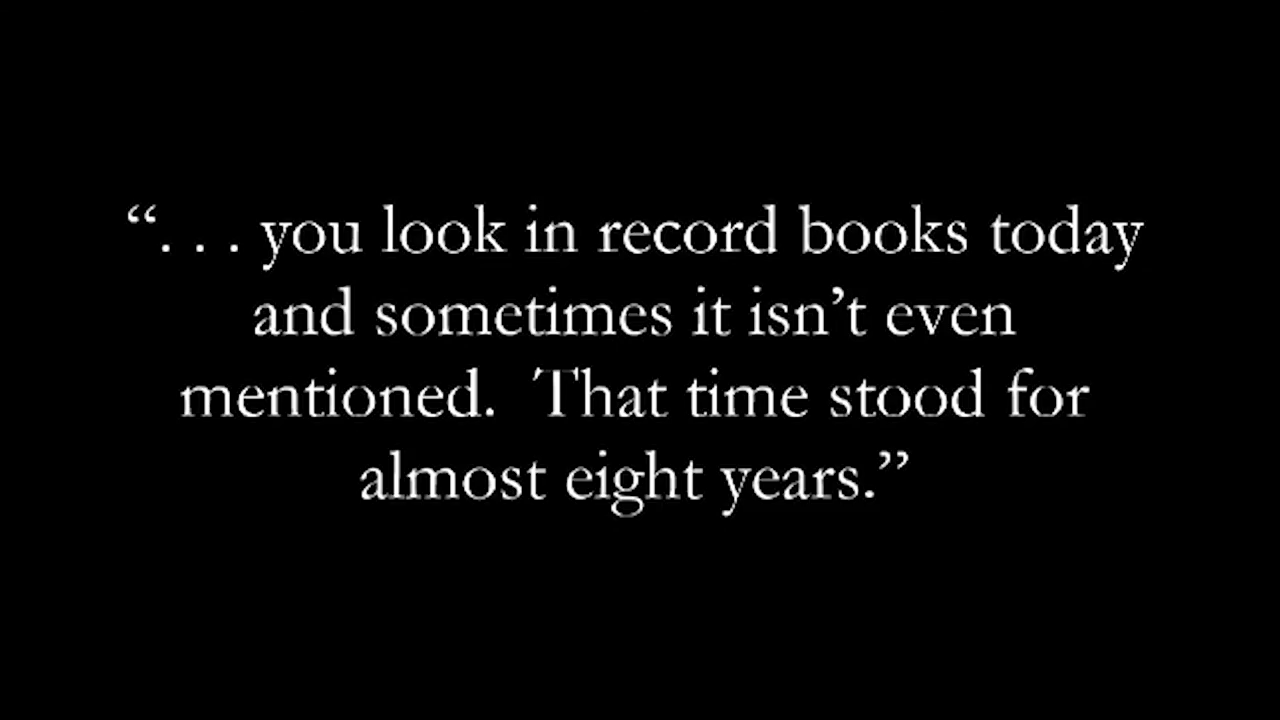 “. . . you look in record books today
and sometimes it isn’t even
mentioned.  That time stood for
almost eight years.”